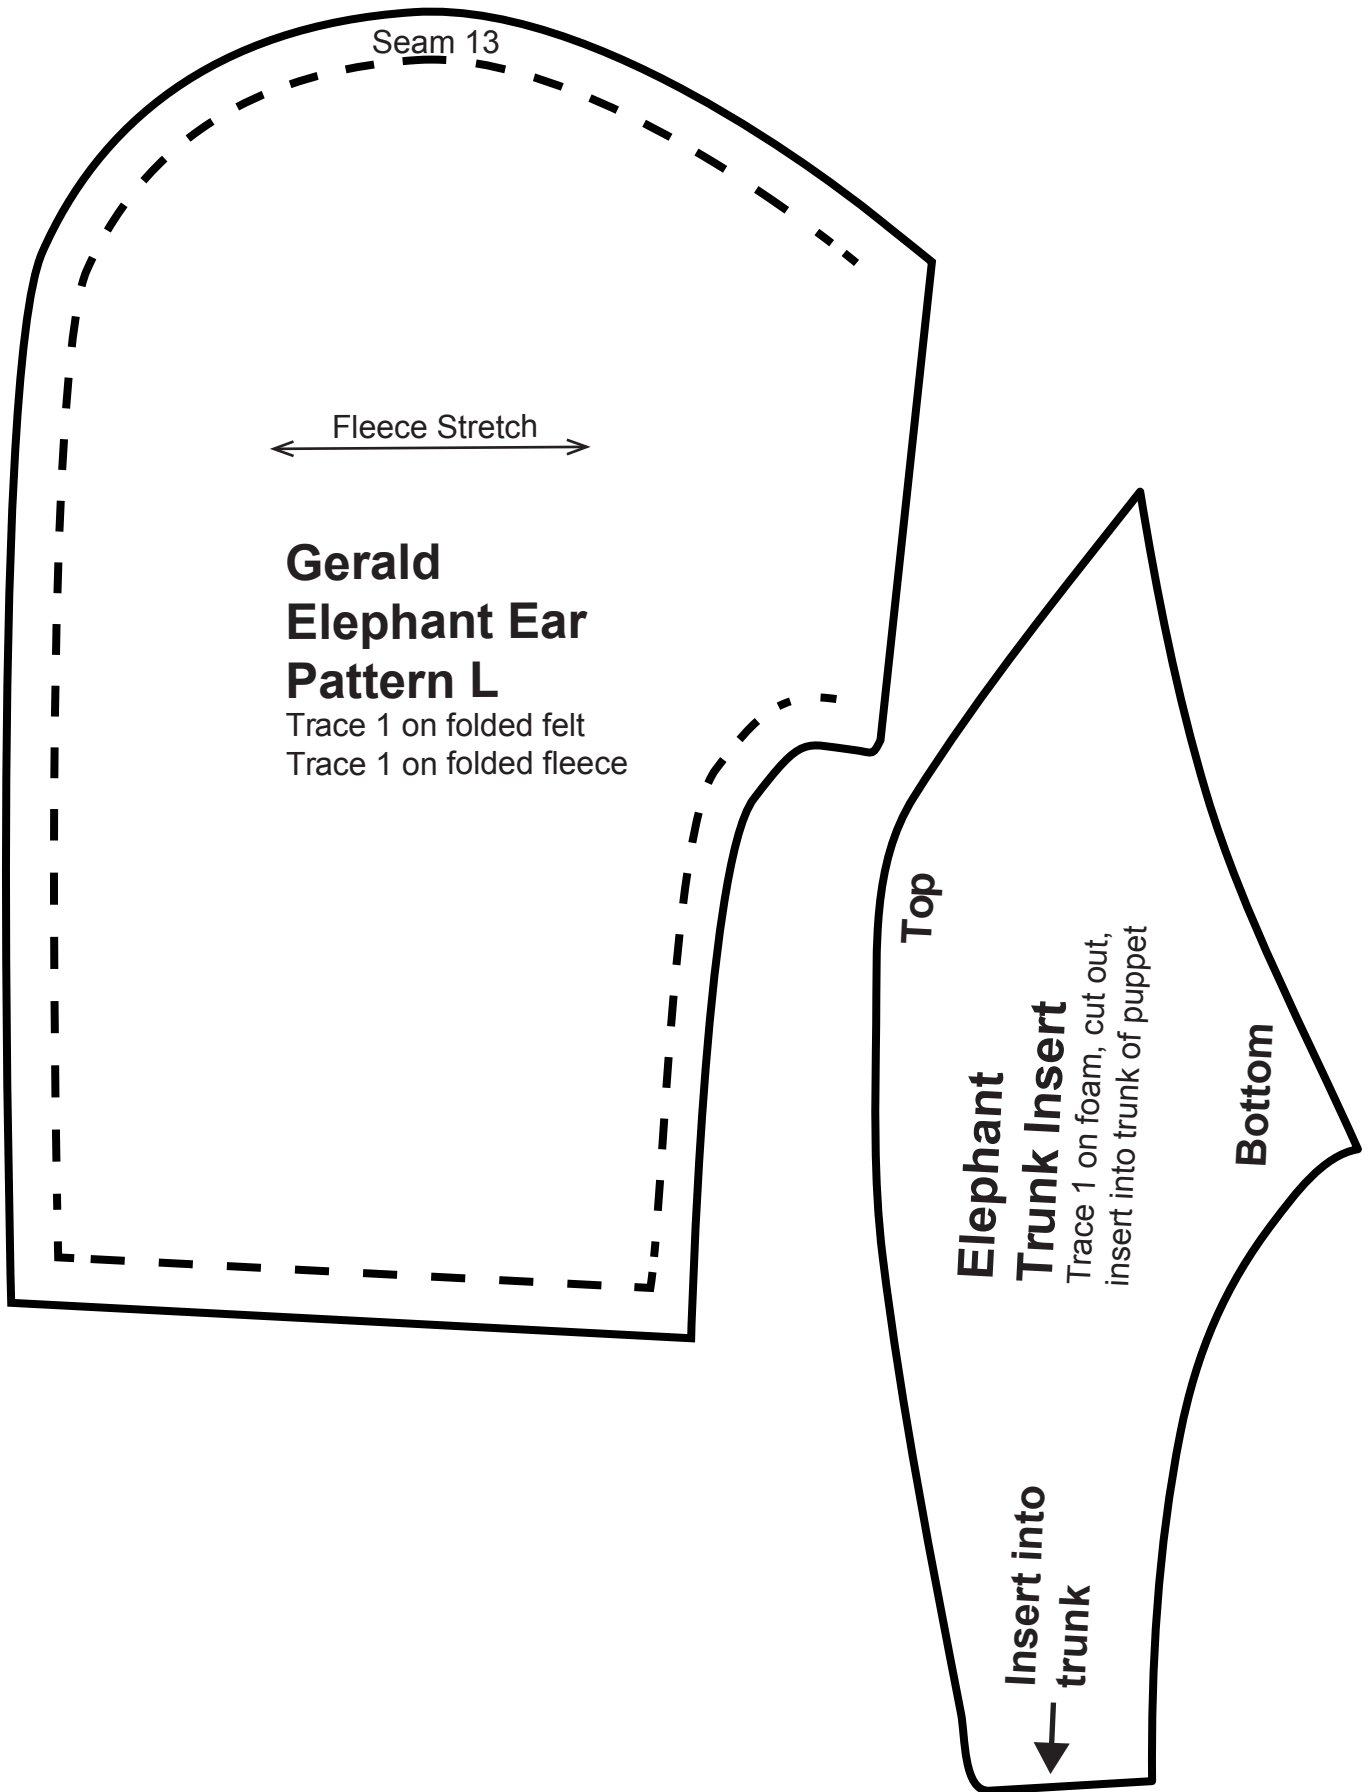 Seam 13
Fleece Stretch
Gerald
Elephant Ear
Pattern L
Trace 1 on folded felt
Trace 1 on folded fleece
Top
Elephant
Trunk Insert
Trace 1 on foam, cut out,
insert into trunk of puppet
Bottom
Insert into
trunk